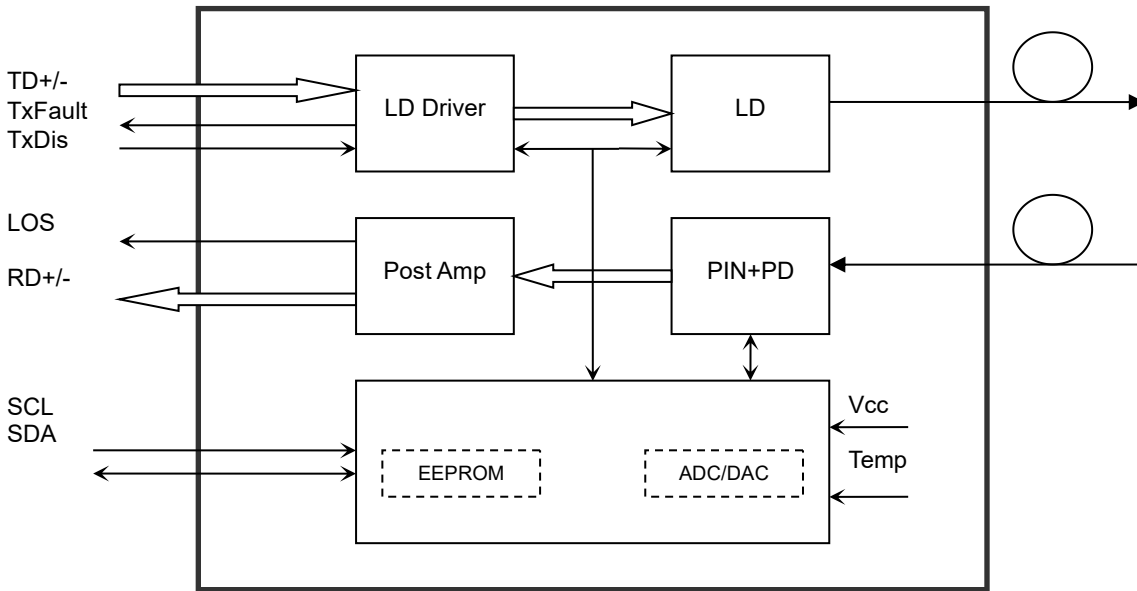 TD+/-
TxFault
TxDis
LD Driver
LD
LOS
RD+/-
Post Amp
PIN+PD
SCL
SDA
EEPROM
ADC/DAC
Vcc
Temp